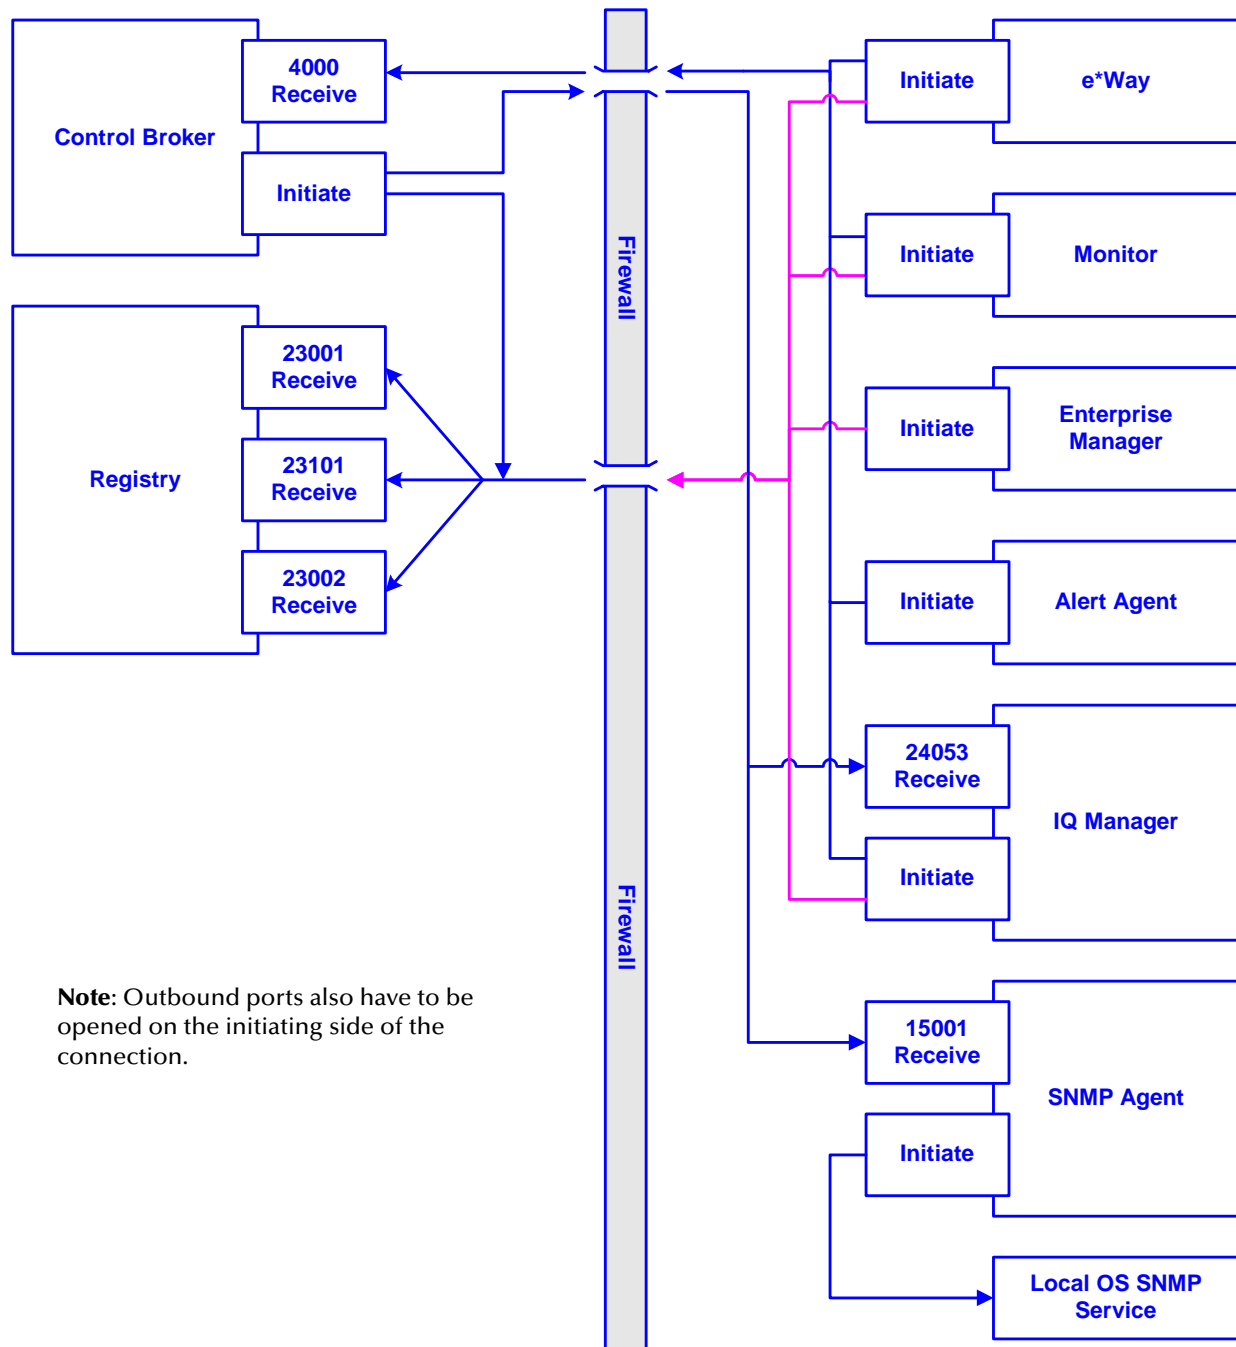 4000
Receive
Control Broker
Initiate
23001
Receive
Registry
23101
Receive
23002
Receive
Note: Outbound ports also have to be
opened on the initiating side of the
connection.
Firewall
Firewall
Initiate
e*Way
Initiate
Monitor
Initiate
Enterprise
Manager
Initiate
Alert Agent
24053
Receive
IQ Manager
Initiate
15001
Receive
SNMP Agent
Initiate
Local OS SNMP
Service